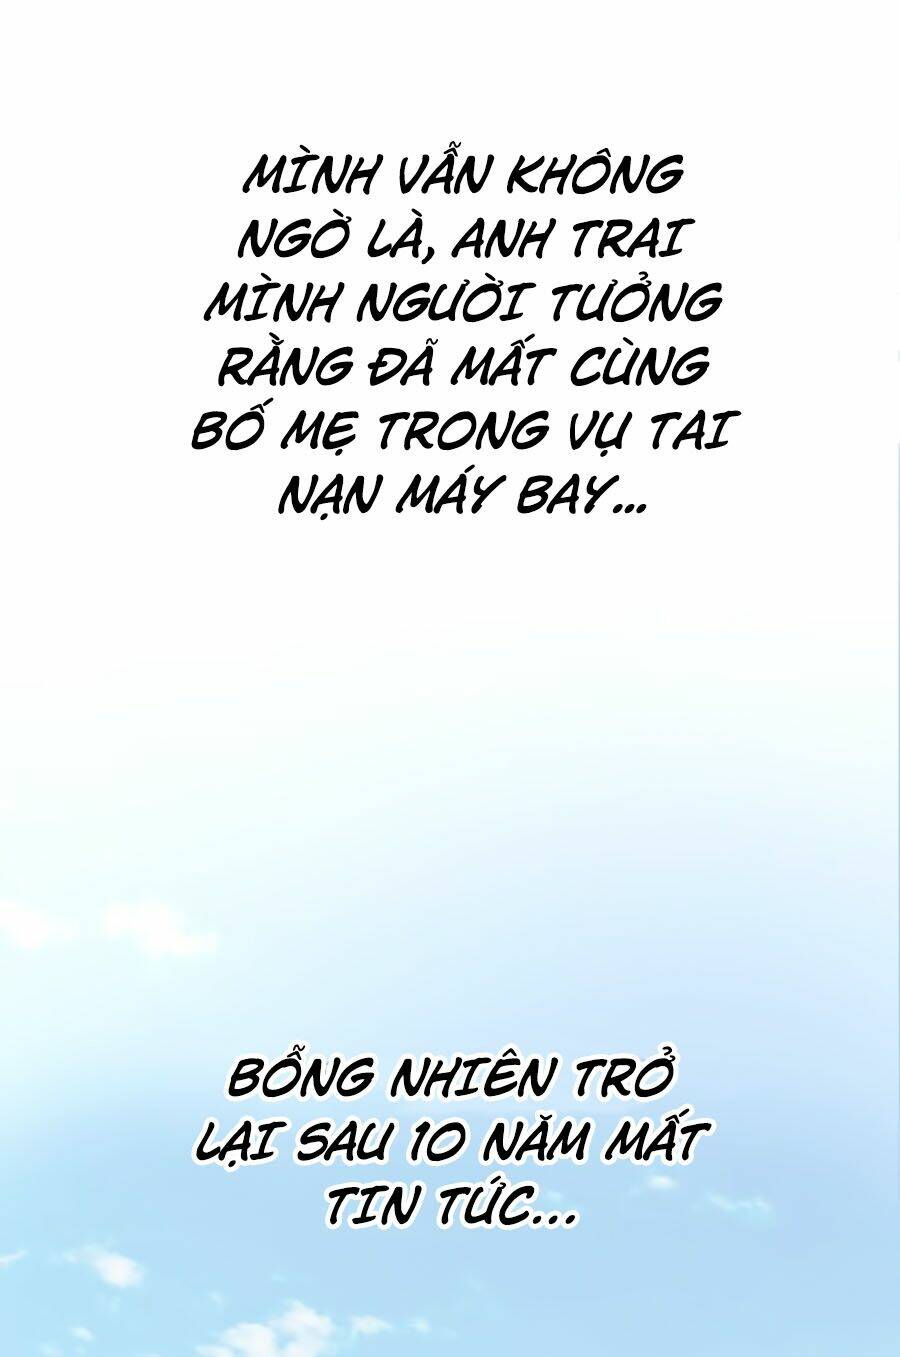 MÌNH VẪN KHÔNG
NGỜ LÀ, ANH TRAI
MÌNH NGƯỜI TƯỞNG
RẰNG ĐÃ MẤT CÙNG
BỐ MẸ TRONG VỤ TAI
NẠN MÁY BAY...
BỖNG NHIÊN TRỞ
LẠI SAU 10 NĂM MẤT
TIN TỨC...